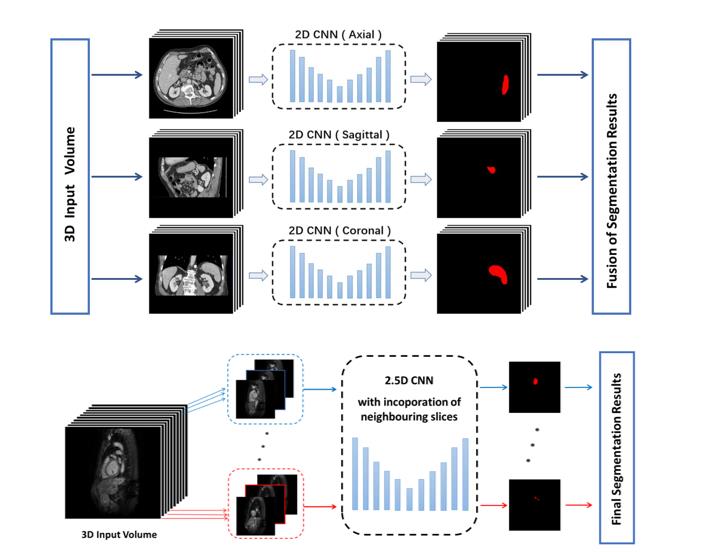 3D Input Volume
2D CNN ( Axial )
2D CNN ( Sagittal )
2D CNN ( Coronal )
Fusion of Segmentation Results
2.5D CNN
with incoporation of
neighbouring slices
3D Input Volume
Final Segmentation Results